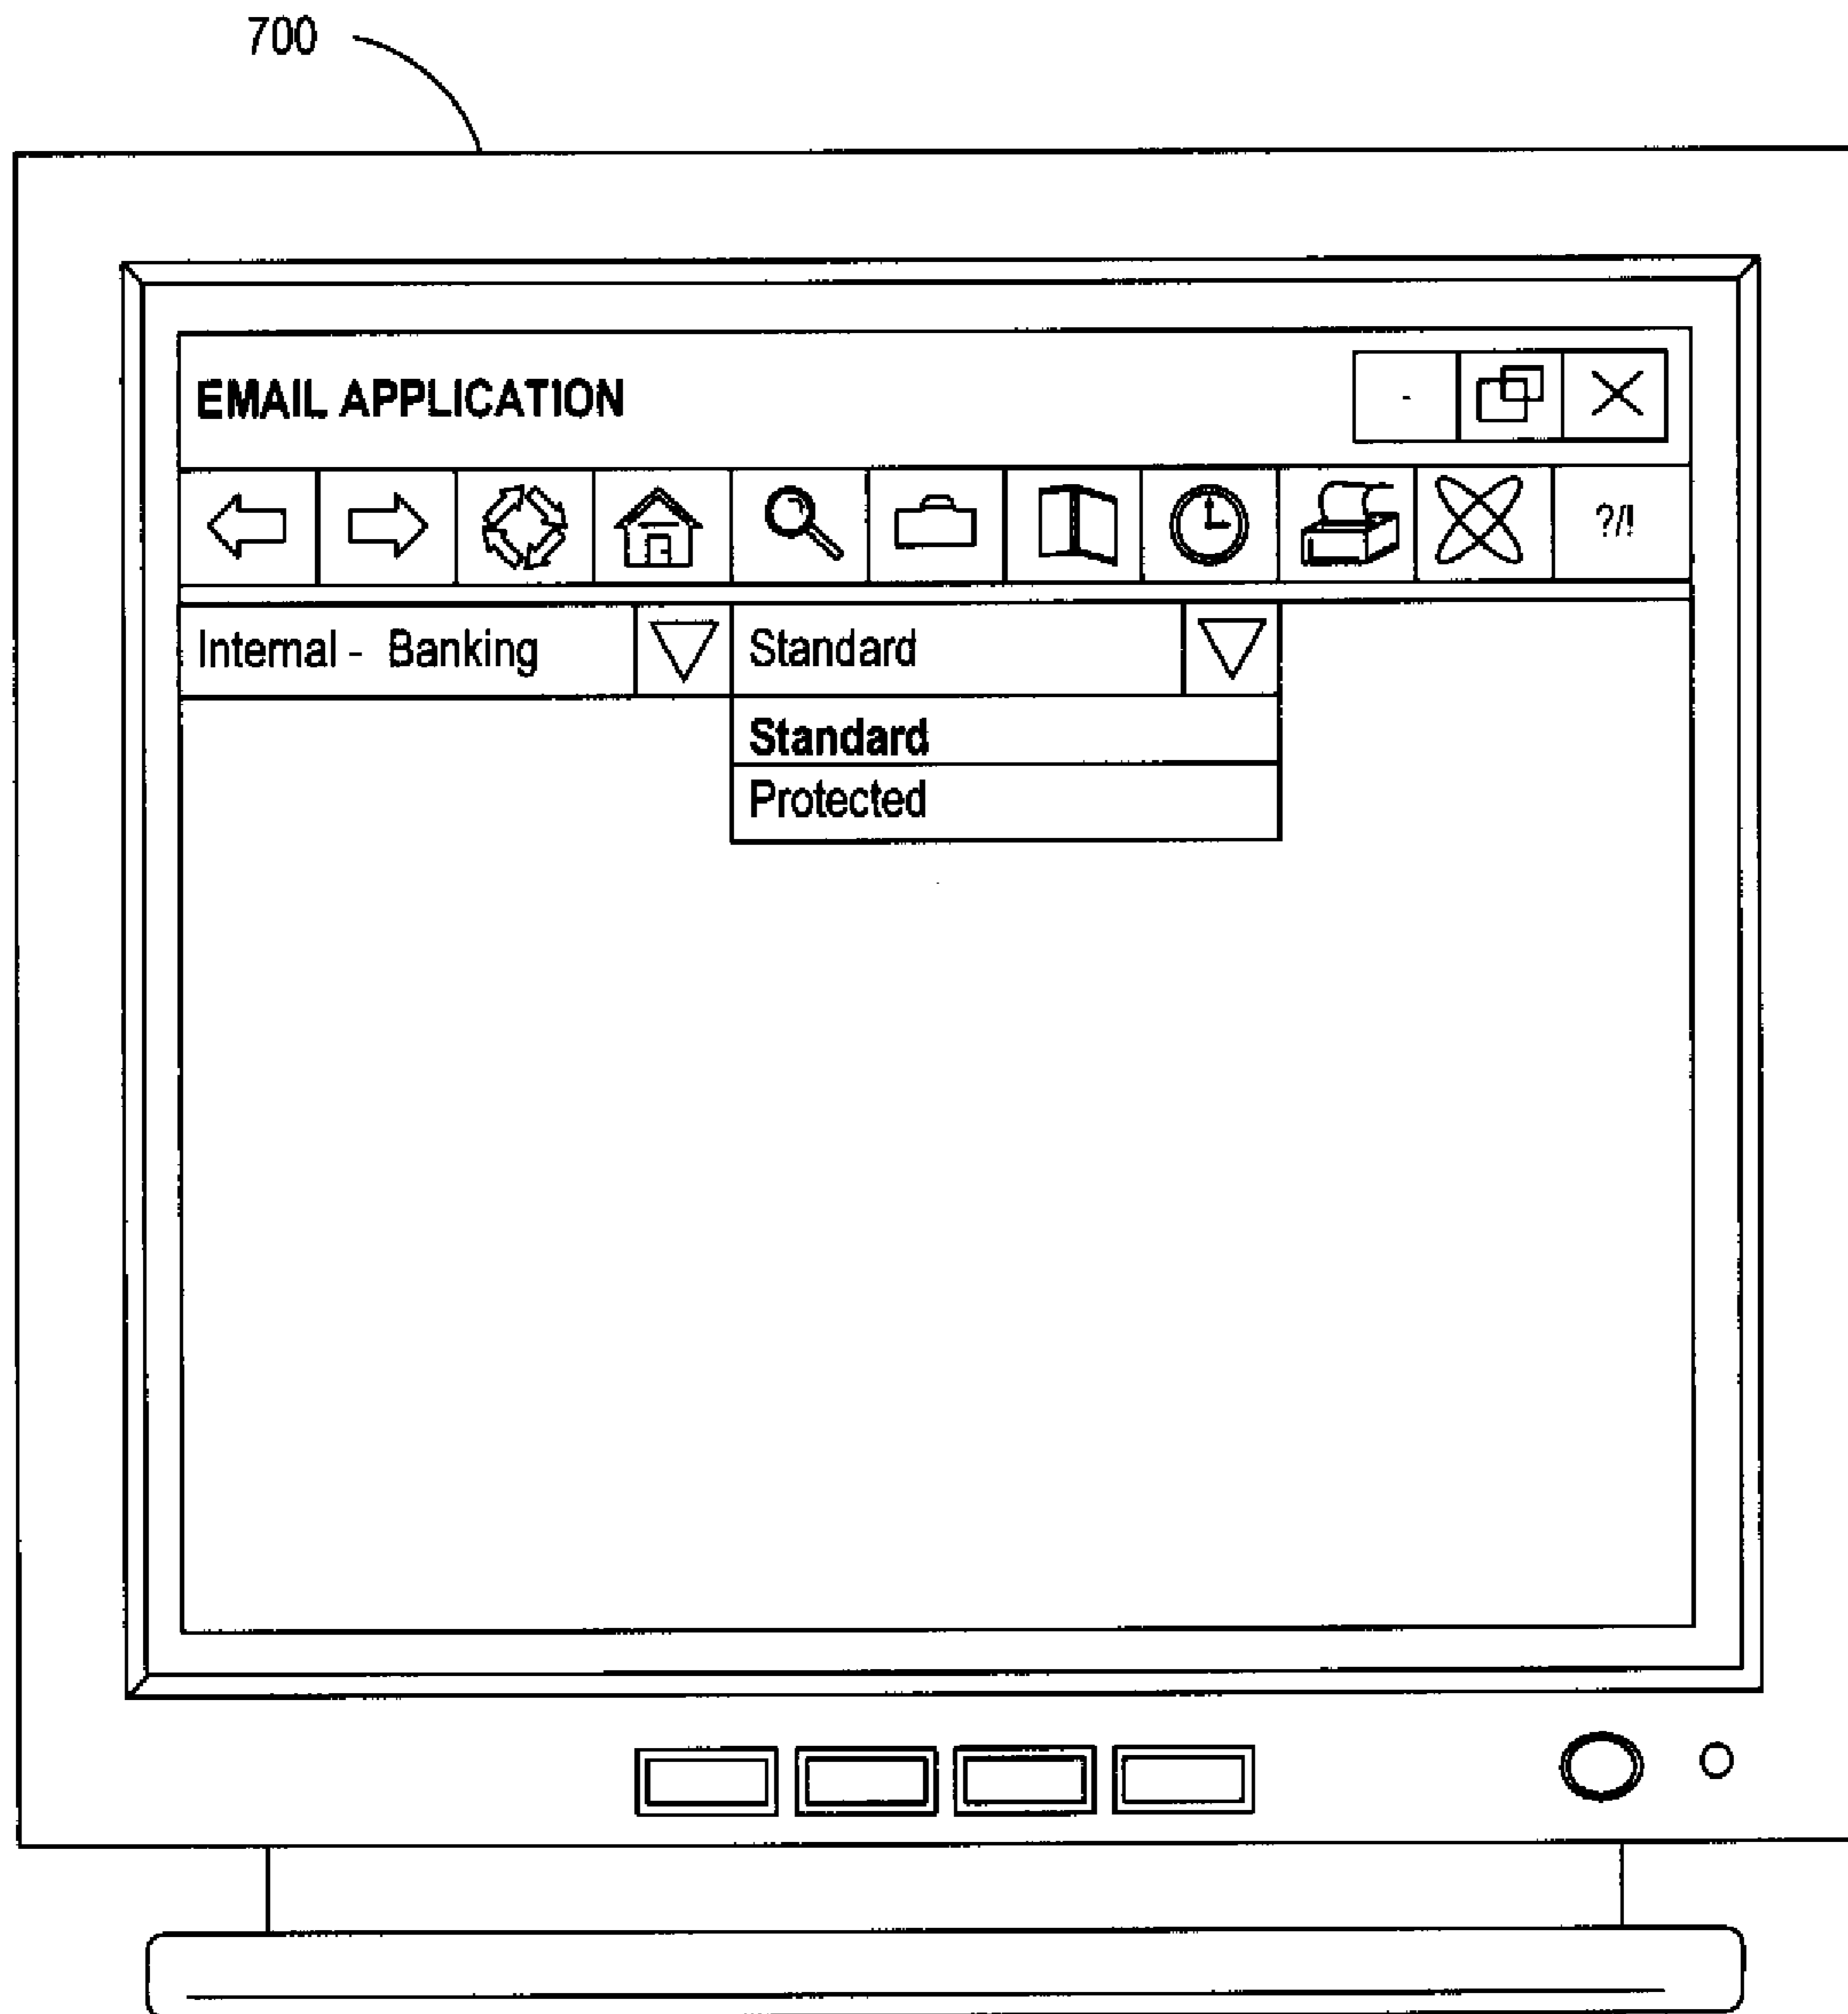 700
EMAIL APPLICATION
?/!
Internal - Banking
Standard
Standard
Protected